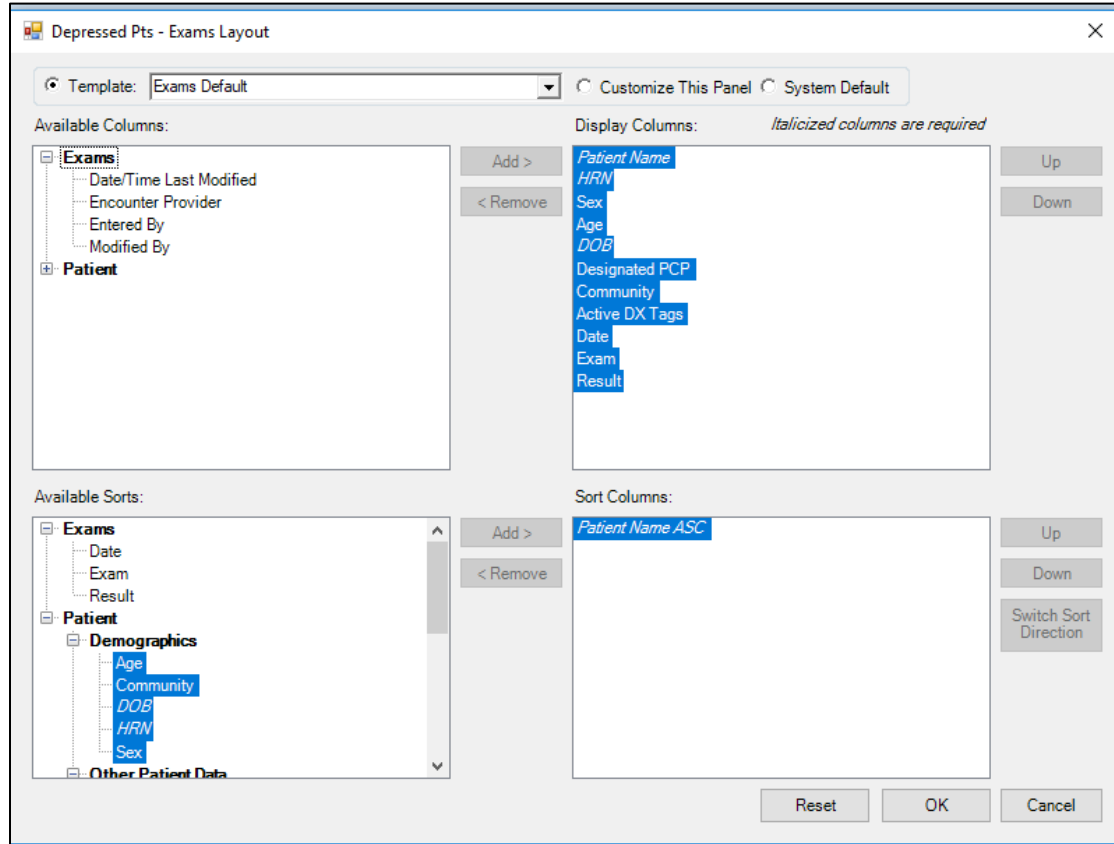 Depressed Pts - Exams Layout
Template: Exams Default Customize This Panel System Default
Available Columns:
Exams
Date/Time Last Modified
Encounter Provider
Entered By
Modified By
Patient
Add >
< Remove
Display Columns: Italicized columns are required
Patient Name
HRN
Sex
Age
DOB
Designated PCP
Community
Active DX Tags
Date
Exam
Result
Up
Down
Available Sorts:
Exams
Date
Exam
Result
Patient
Demographics
Age
Community
DOB
HRN
Sex
Other Patient Data
Add >
< Remove
Sort Columns:
Patient Name ASC
Up
Down
Switch Sort
Direction
Reset OK Cancel